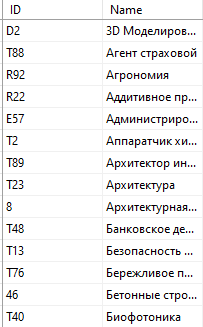 ID Name
D2 3D Моделиров...
T88 Агент страховой
R92 Агрономия
R22 Аддитивное пр...
E57 Администриро...
T2 Аппаратчик хи...
T89 Архитектор ин...
T23 Архитектура
8 Архитектурная...
T48 Банковское де...
T13 Безопасность ...
T76 Бережливое п...
46 Бетонные стро...
T40 Биофотоника